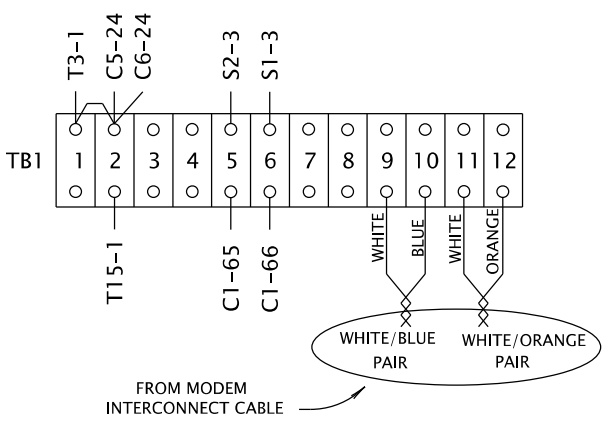 T3-1
C5-24
C6-24
S2-3
S1-3
TB1 1 2 3 4 5 6 7 8 9 10 11 12
T15-1
C1-65
C1-66
WHITE
BLUE
WHITE
ORANGE
WHITE/BLUE
PAIR
WHITE/ORANGE
PAIR
FROM MODEM
INTERCONNECT CABLE